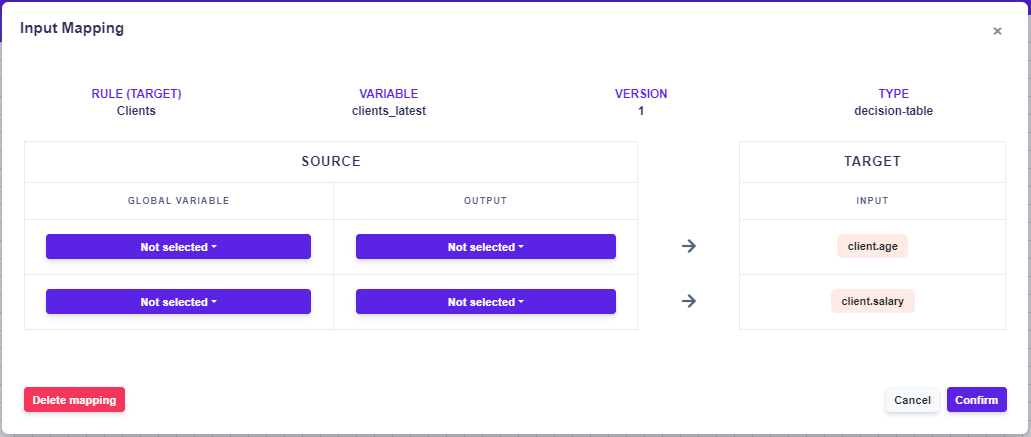 Input Mapping
×
RULE (TARGET) VARIABLE VERSION TYPE
Clients clients_latest 1 decision-table
SOURCE TARGET
GLOBAL VARIABLE OUTPUT INPUT
Not selected Not selected → client.age
Not selected Not selected → client.salary
Delete mapping Cancel Confirm